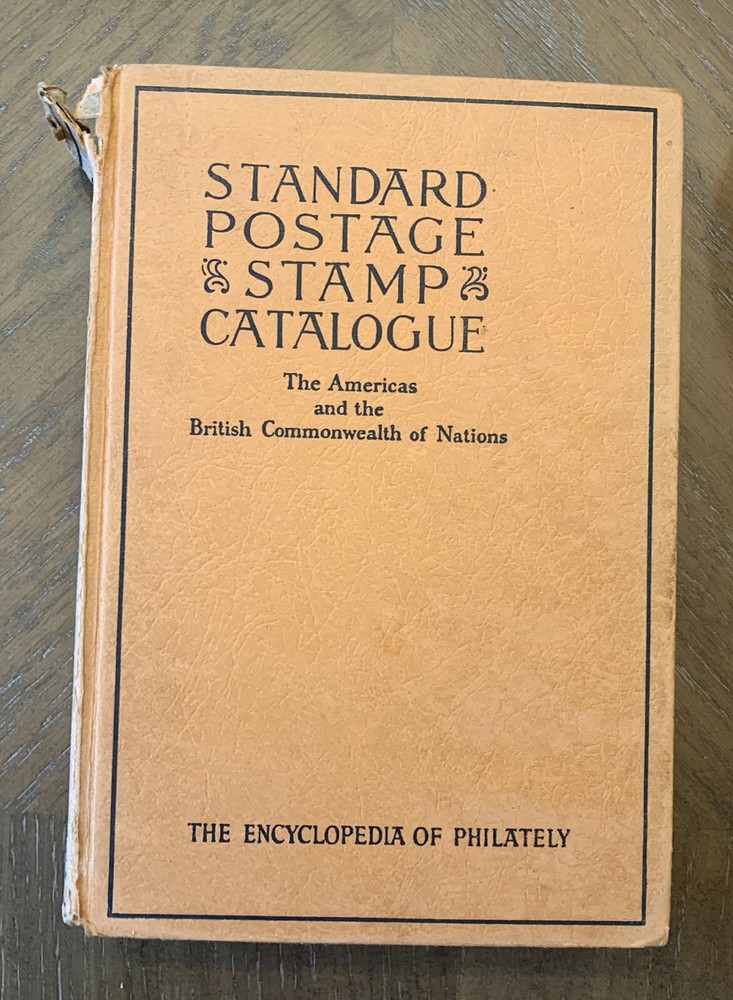 STANDARD
POSTAGE
STAMP
CATALOGUE
The Americas
and the
British Commonwealth of Nations
THE ENCYCLOPEDIA OF PHILATELY